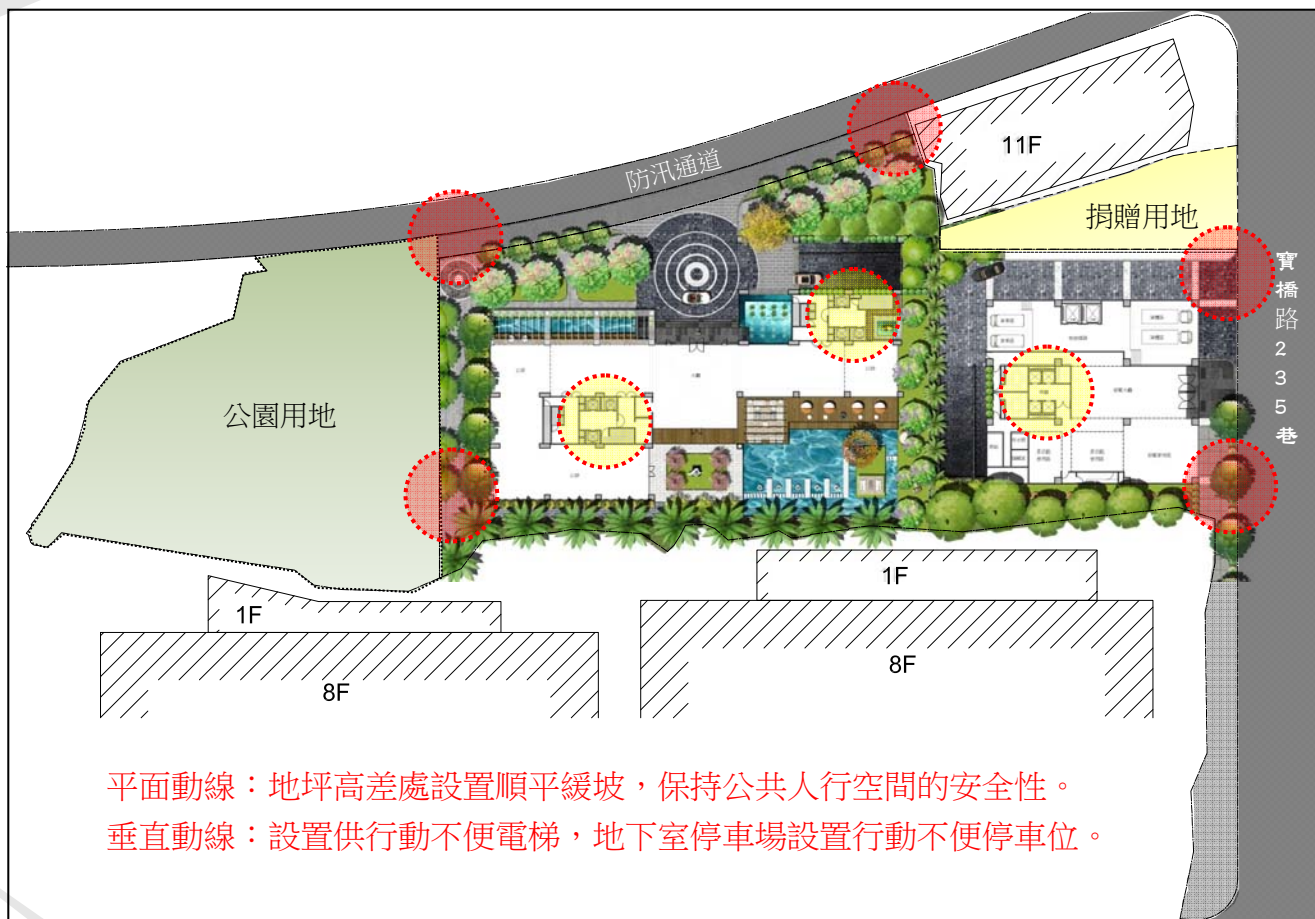 11F
防汛通道
捐贈用地
寶橋路235巷
公園用地
1F
8F
1F
8F
平面動線：地坪高差處設置順平緩坡，保持公共人行空間的安全性。
垂直動線：設置供行動不便電梯，地下室停車場設置行動不便停車位。